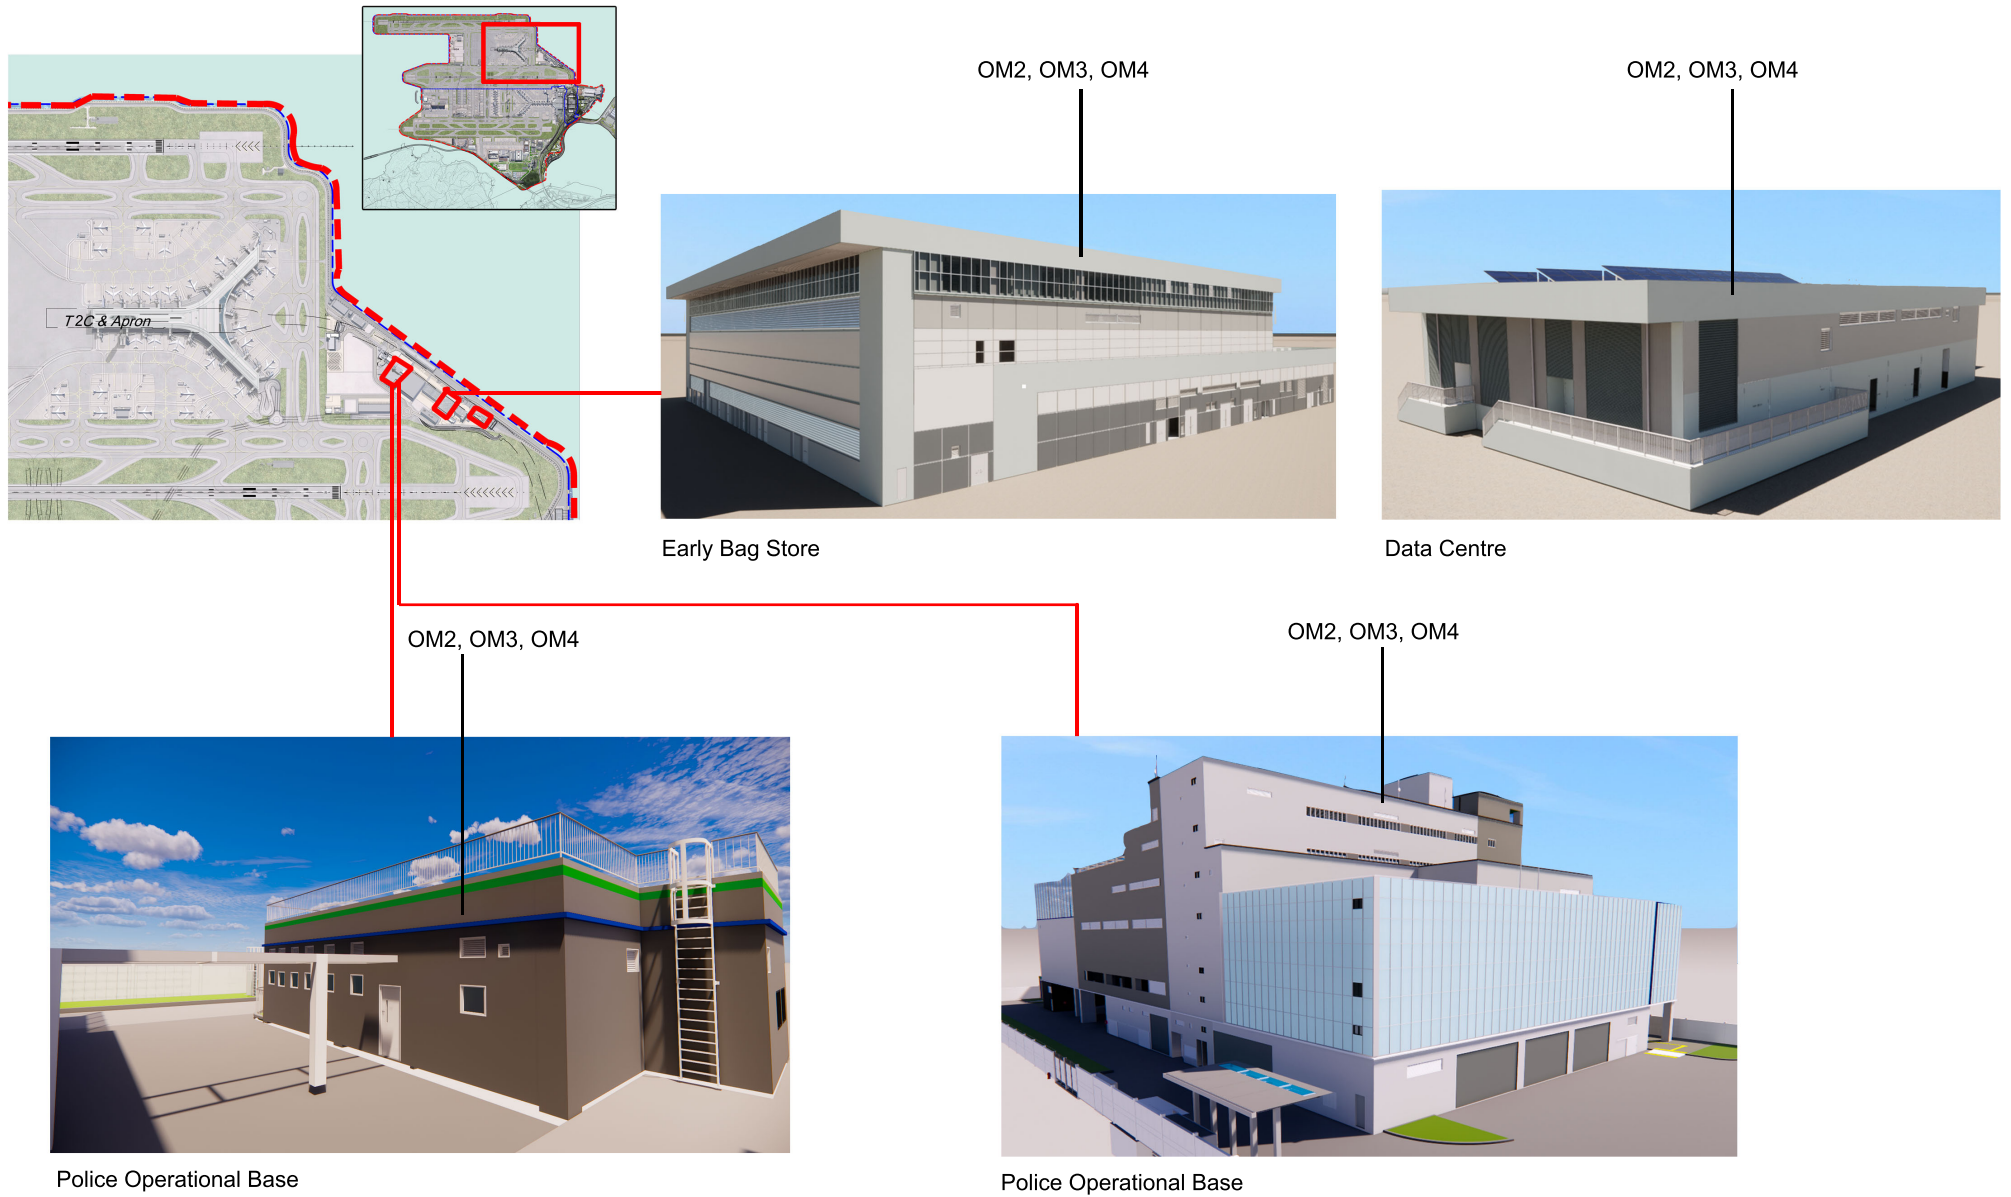 OM2, OM3, OM4
OM2, OM3, OM4
T2C & Apron
Early Bag Store
Data Centre
OM2, OM3, OM4
OM2, OM3, OM4
Police Operational Base
Police Operational Base